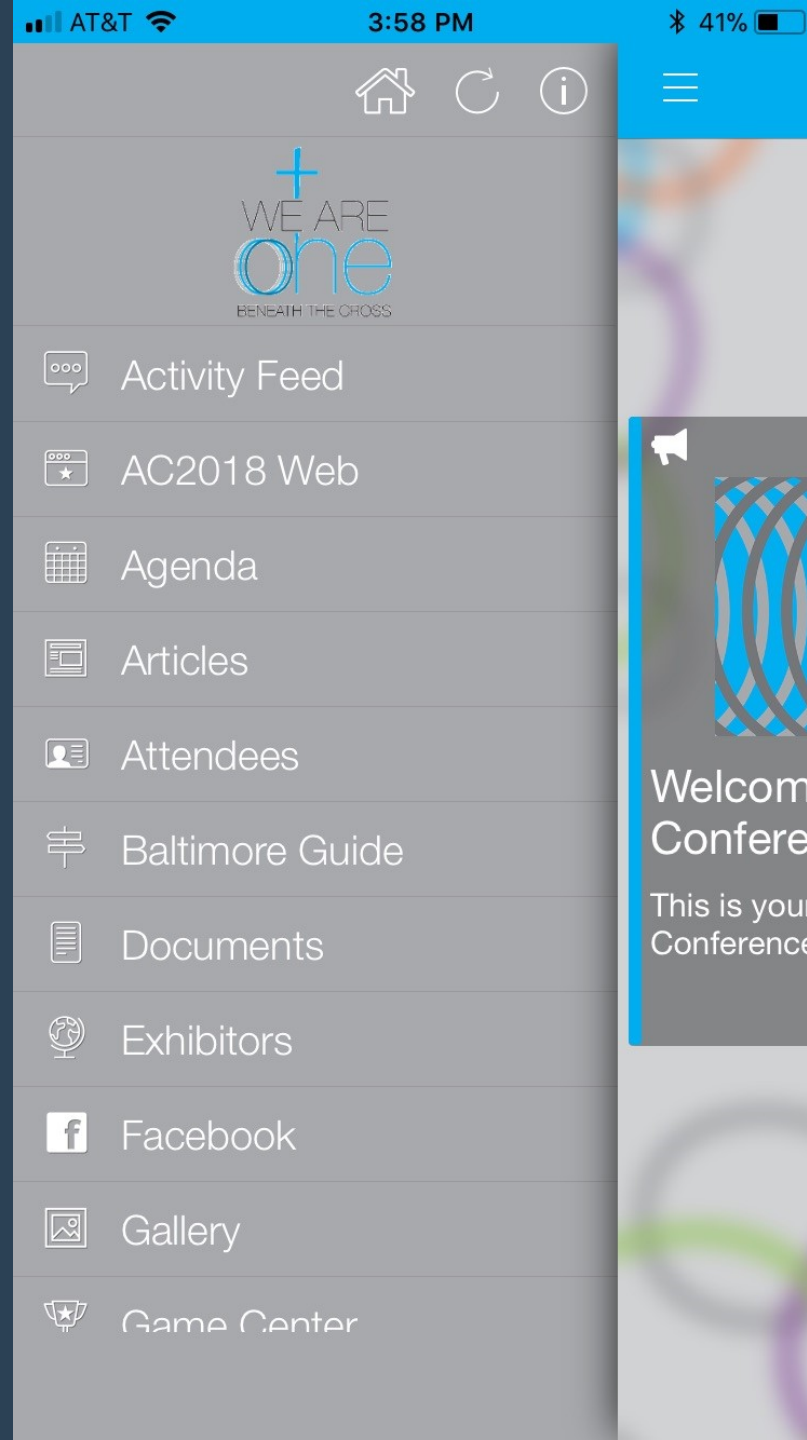 AT&T 3:58 PM 41%
WE ARE
one
BENEATH THE CROSS
Activity Feed
AC2018 Web
Agenda
Articles
Attendees
Baltimore Guide
Documents
Exhibitors
Facebook
Gallery
Game Center
Welcom
Confere
This is your
Conference